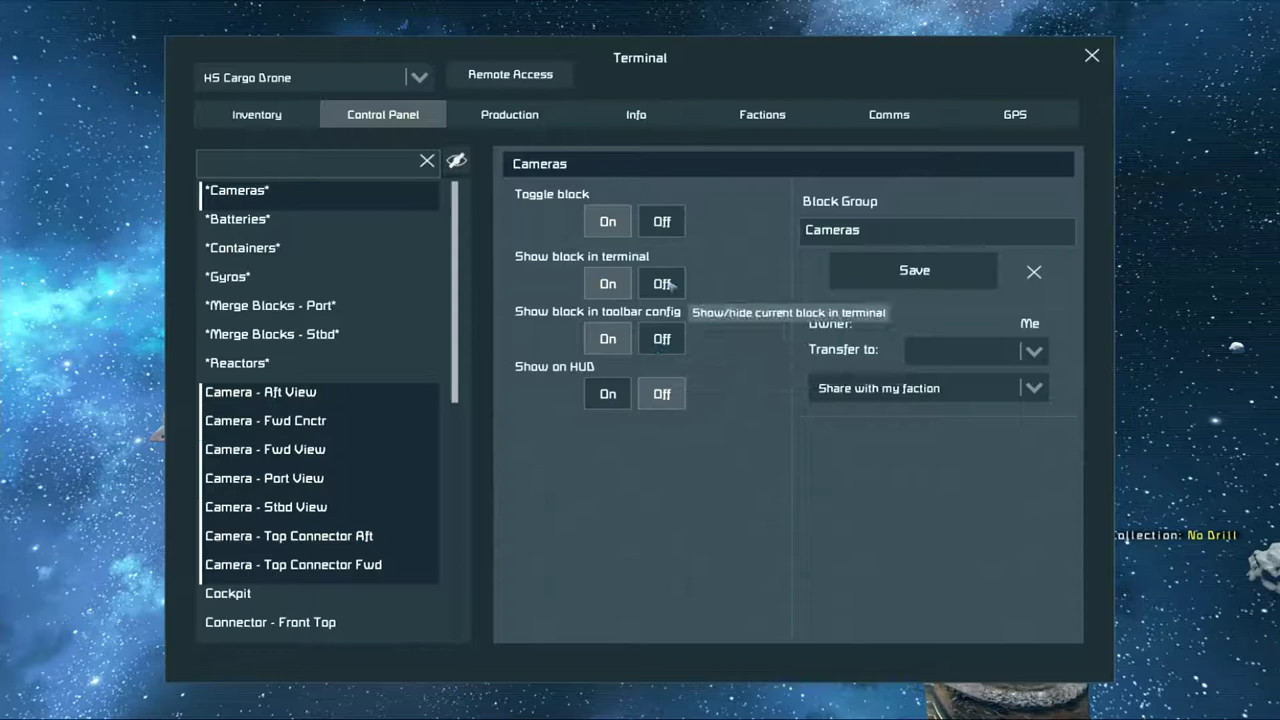 Terminal
HS Cargo Drone
Remote Access
Inventory
Control Panel
Production
Info
Factions
Comms
GPS
*Cameras*
*Batteries*
*Containers*
*Gyros*
*Merge Blocks - Port*
*Merge Blocks - Stbd*
*Reactors*
Camera - Aft View
Camera - Fwd Cnctr
Camera - Fwd View
Camera - Port View
Camera - Stbd View
Camera - Top Connector Aft
Camera - Top Connector Fwd
Cockpit
Connector - Front Top
Cameras
Toggle block
On Off
Show block in terminal
On Off
Show block in toolbar config
On Off
Show on HUD
On Off
Show/hide current block in terminal
Block Group
Cameras
Save
Owner: Me
Transfer to:
Share with my faction
ollection: No Drill